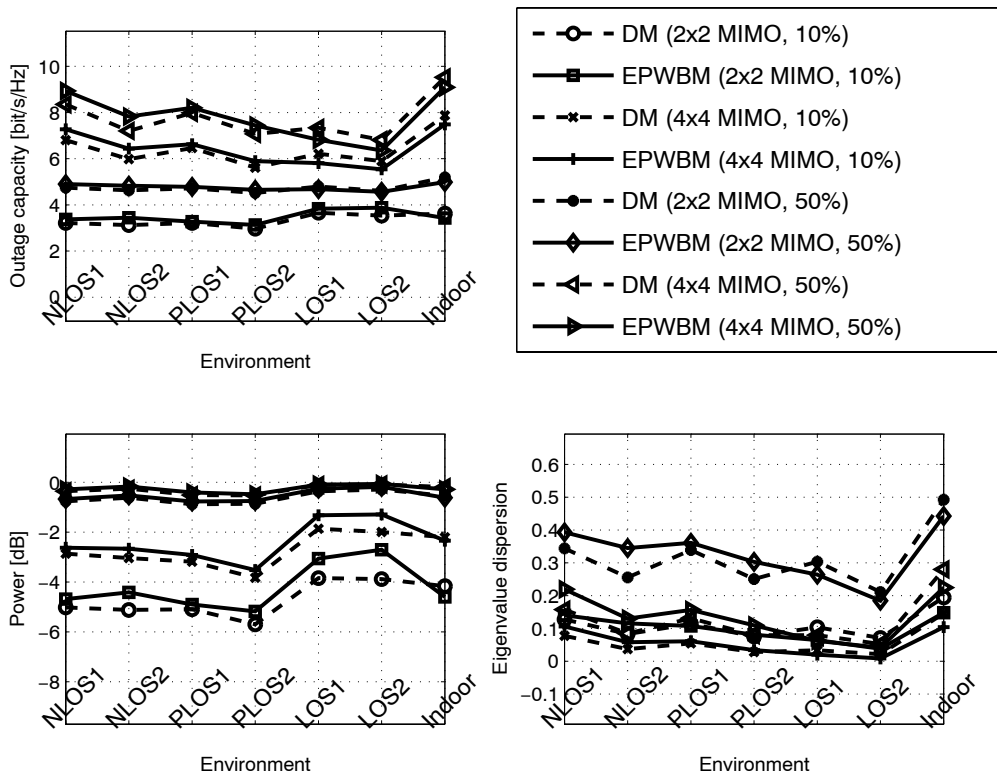 10
8
6
4
2
0
Outage capacity [bit/s/Hz]
NLOS1
NLOS2
PLOS1
PLOS2
LOS1
LOS2
Indoor
Environment
DM (2x2 MIMO, 10%)
EPWBM (2x2 MIMO, 10%)
DM (4x4 MIMO, 10%)
EPWBM (4x4 MIMO, 10%)
DM (2x2 MIMO, 50%)
EPWBM (2x2 MIMO, 50%)
DM (4x4 MIMO, 50%)
EPWBM (4x4 MIMO, 50%)
0
−2
−4
−6
−8
Power [dB]
NLOS1
NLOS2
PLOS1
PLOS2
LOS1
LOS2
Indoor
Environment
0.6
0.5
0.4
0.3
0.2
0.1
0
−0.1
Eigenvalue dispersion
NLOS1
NLOS2
PLOS1
PLOS2
LOS1
LOS2
Indoor
Environment